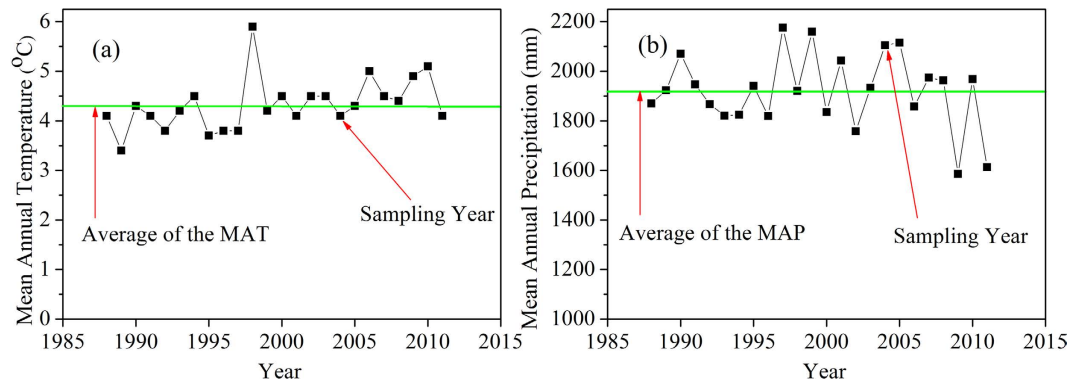 (a)
Mean Annual Temperature (⁰C)
6
5
4
3
2
1
0
Average of the MAT
Sampling Year
1985 1990 1995 2000 2005 2010 2015
Year
(b)
Mean Annual Precipitation (mm)
2200
2000
1800
1600
1400
1200
1000
Average of the MAP
Sampling Year
1985 1990 1995 2000 2005 2010 2015
Year